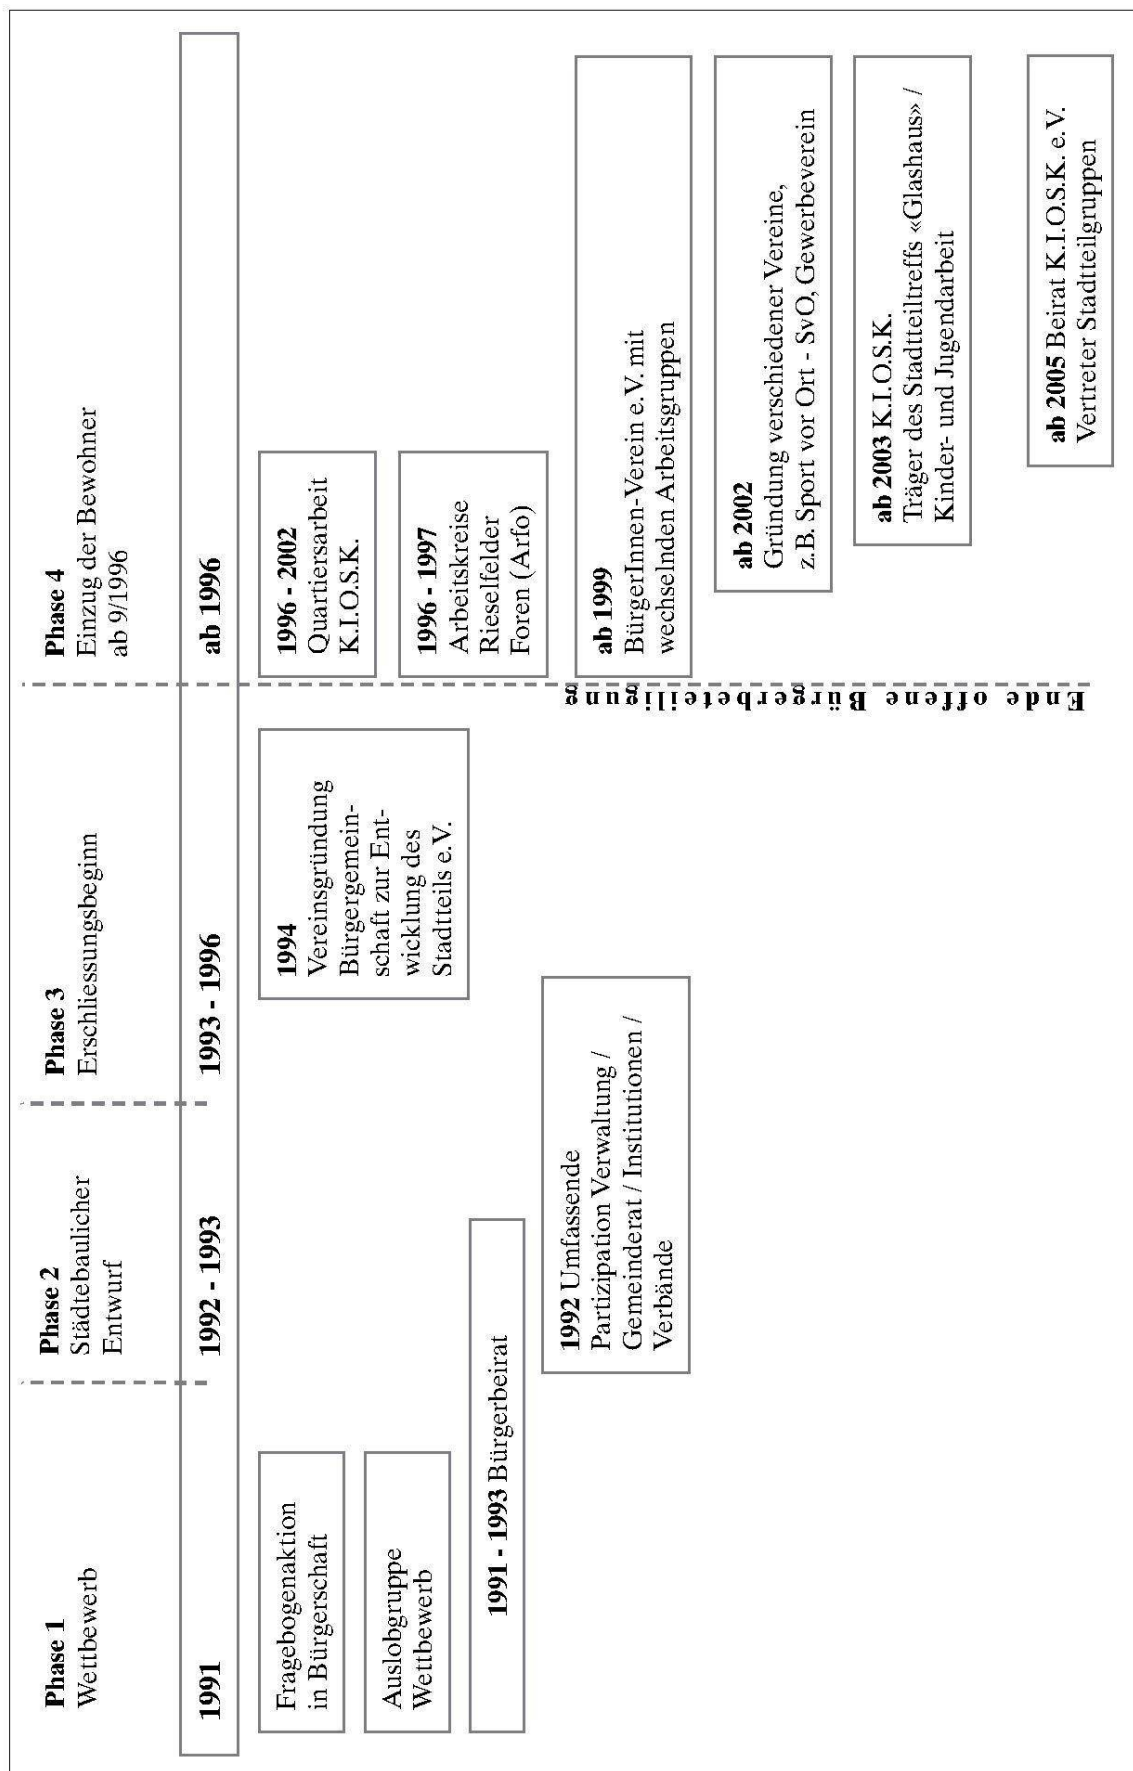 Phase 1
Wettbewerb
Phase 2
Städtebaulicher
Entwurf
Phase 3
Erschliessungsbeginn
Phase 4
Einzug der Bewohner
ab 9/1996
1991
1992 - 1993
1993 - 1996
ab 1996
Fragebogenaktion
in Bürgerschaft
Auslobgruppe
Wettbewerb
1991 - 1993 Bürgerbeirat
1992 Umfassende
Partizipation Verwaltung /
Gemeinderat / Institutionen /
Verbände
1994
Vereinsgründung
Bürgergemein-
schaft zur Ent-
wicklung des
Stadtteils e.V.
Ende offene Bürgerbeteiligung
1996 - 2002
Quartiersarbeit
K.I.O.S.K.
1996 - 1997
Arbeitskreise
Rieselfelder
Foren (Arfo)
ab 1999
BürgerInnen-Verein e.V. mit
wechselnden Arbeitsgruppen
ab 2002
Gründung verschiedener Vereine,
z.B. Sport vor Ort - SvO, Gewerbeverein
ab 2003 K.I.O.S.K.
Träger des Stadtteiltreffs «Glashaus» /
Kinder- und Jugendarbeit
ab 2005 Beirat K.I.O.S.K. e.V.
Vertreter Stadtteilgruppen